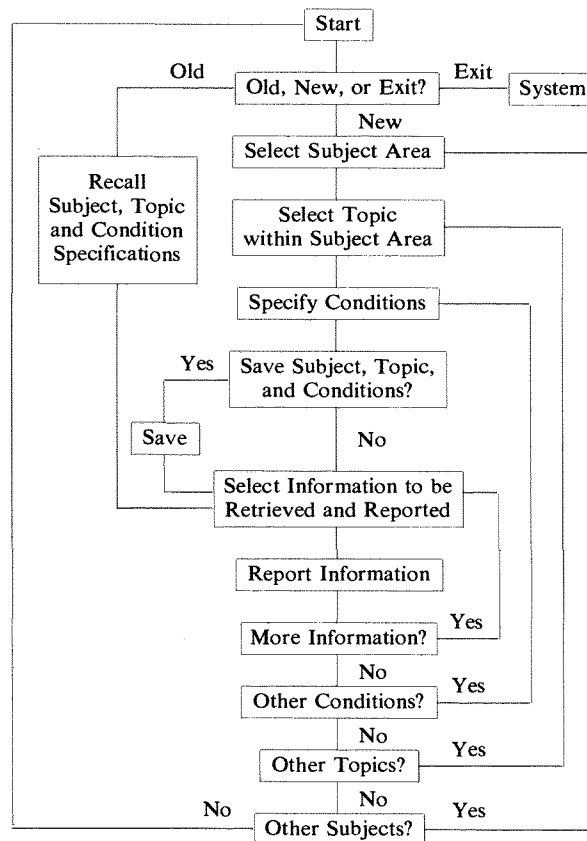 Start
Old
Old, New, or Exit?
Exit
System
New
Select Subject Area
Recall
Subject, Topic
and Condition
Specifications
Select Topic
within Subject Area
Specify Conditions
Yes
Save Subject, Topic,
and Conditions?
Save
No
Select Information to be
Retrieved and Reported
Report Information
More Information?
Yes
No
Other Conditions?
Yes
No
Other Topics?
Yes
No
No
Other Subjects?
Yes